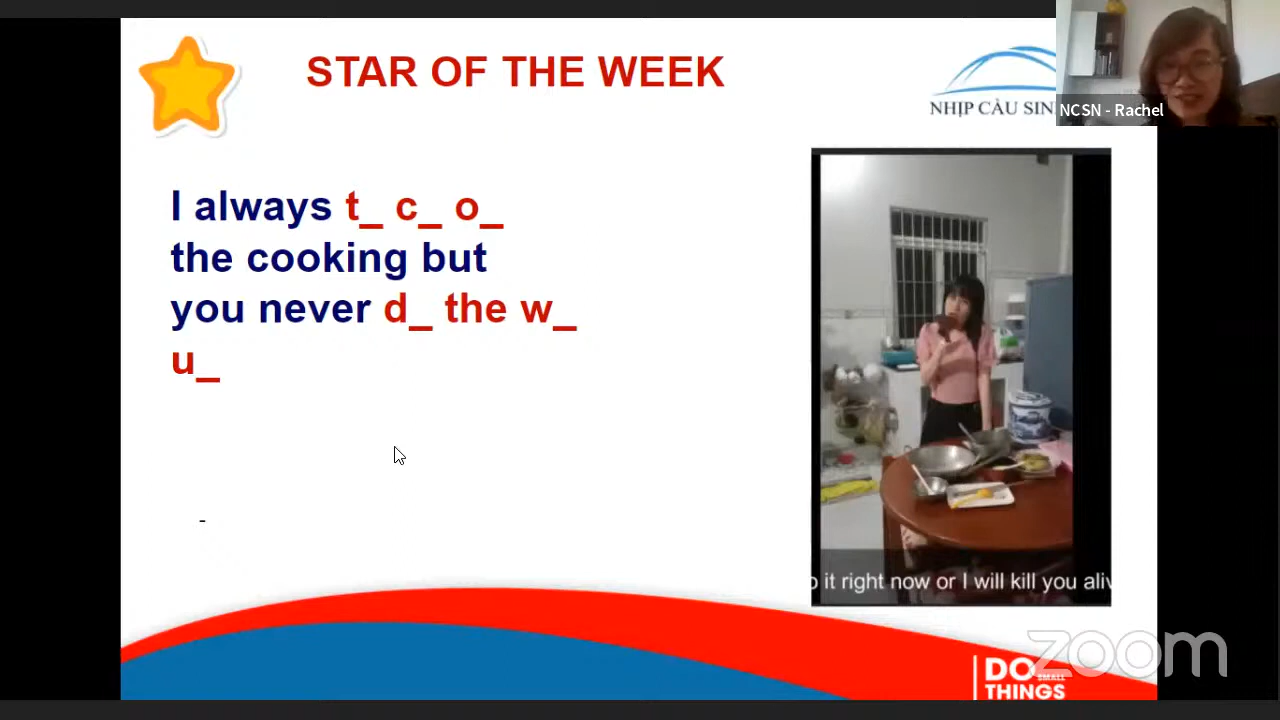 STAR OF THE WEEK
NHỊP CẦU SIN
NCSN - Rachel
I always t_ c_ o_
the cooking but
you never d_ the w_
u_
-
it right now or I will kill you aliv
zoom
DO SMALL
THINGS